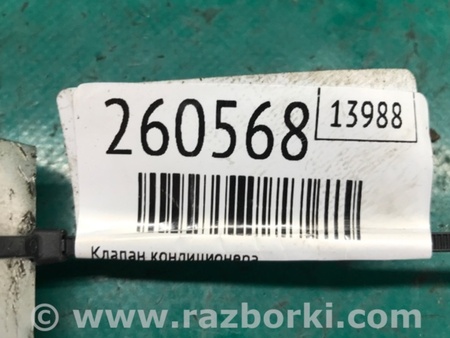 260568
13988
Клапан кондиционера
© www.razborki.com